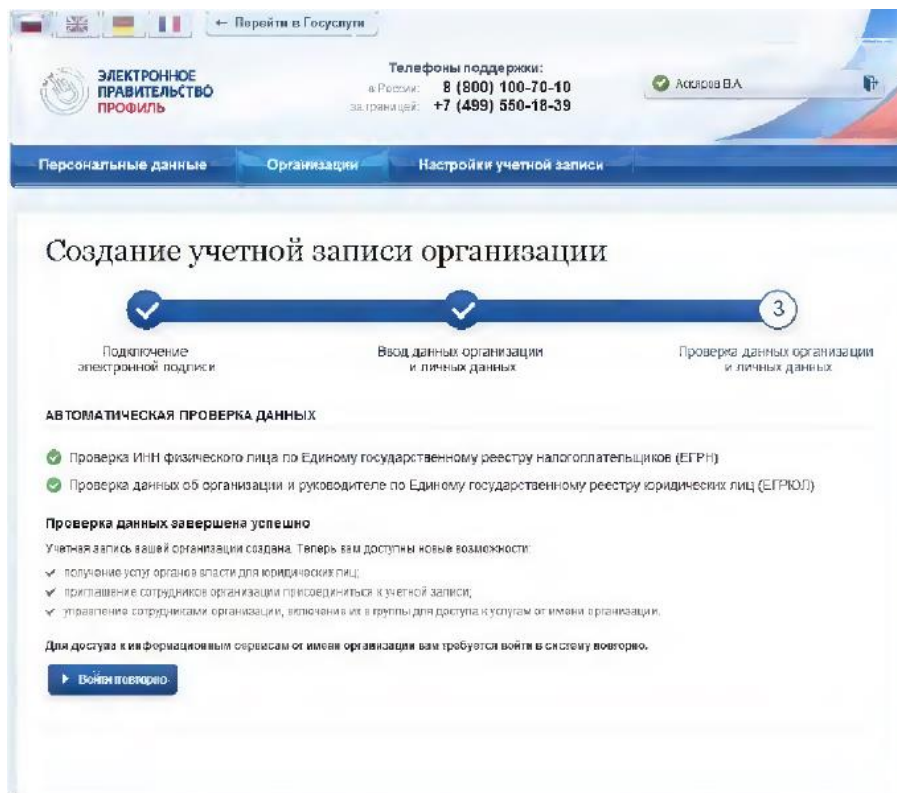 ← Перейти в Госуслуги
ЭЛЕКТРОННОЕ
ПРАВИТЕЛЬСТВО
ПРОФИЛЬ
Телефоны поддержки:
в России: 8 (800) 100-70-10
за границей: +7 (499) 550-18-39
Аскаров В.А.
Персональные данные Организации Настройки учетной записи
Создание учетной записи организации
3
Подключение
электронной подписи
Ввод данных организации
и личных данных
Проверка данных организации
и личных данных
АВТОМАТИЧЕСКАЯ ПРОВЕРКА ДАННЫХ
Проверка ИНН физического лица по Единому государственному реестру налогоплательщиков (ЕГРН)
Проверка данных об организации и руководителе по Единому государственному реестру юридических лиц (ЕГРЮЛ)
Проверка данных завершена успешно
Учетная запись вашей организации создана. Теперь вам доступны новые возможности:
получение услуг органов власти для юридических лиц;
приглашение сотрудников организации присоединиться к учетной записи;
управление сотрудниками организации, включение их в группы для доступа к услугам от имени организации.
Для доступа к информационным сервисам от имени организации вам требуется войти в систему повторно.
Войти повторно